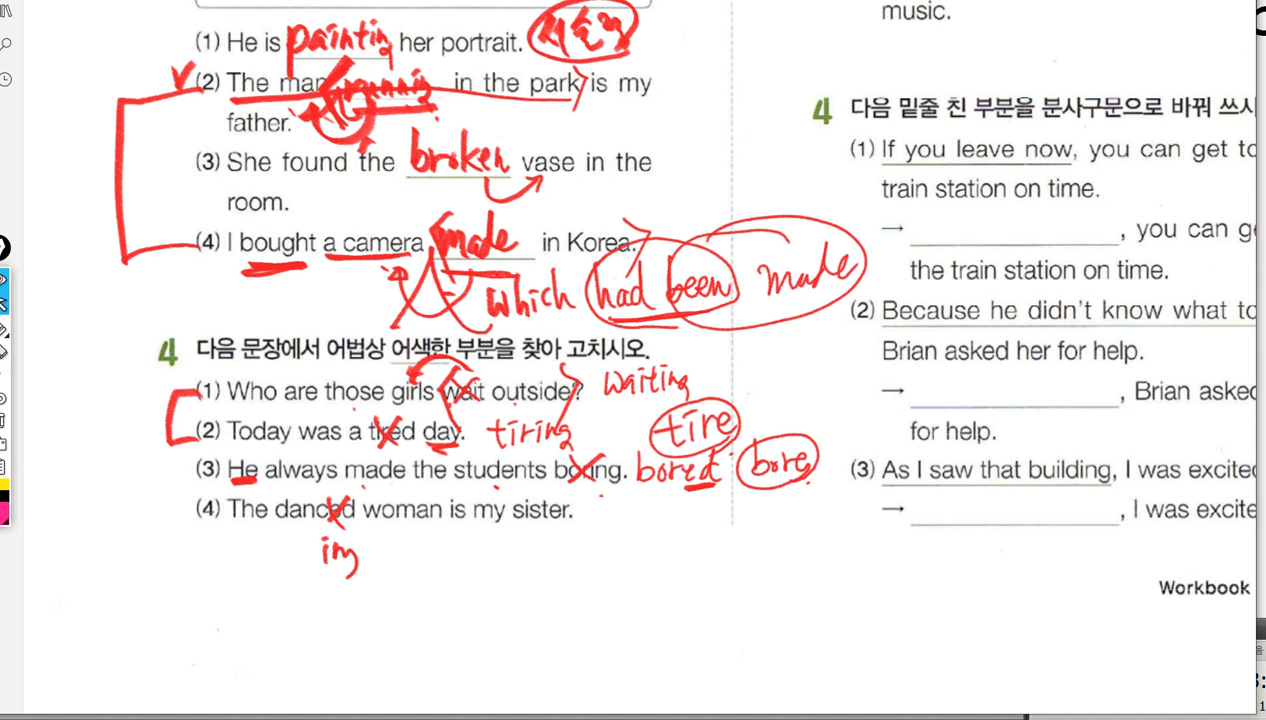 music.
(1) He is painting her portrait.
(2) The man running in the park is my
father.
(3) She found the broken vase in the
room.
(4) I bought a camera made in Korea.
which had been made
4 다음 문장에서 어법상 어색한 부분을 찾아 고치시오.
(1) Who are those girls wait outside? waiting
(2) Today was a tired day. tiring tire
(3) He always made the students boring. bored bore
(4) The danced woman is my sister.
ing
4 다음 밑줄 친 부분을 분사구문으로 바꿔 쓰시
(1) If you leave now, you can get to
train station on time.
→ , you can ge
the train station on time.
(2) Because he didn't know what to
Brian asked her for help.
→ , Brian asked
for help.
(3) As I saw that building, I was excited
→ , I was excite
Workbook